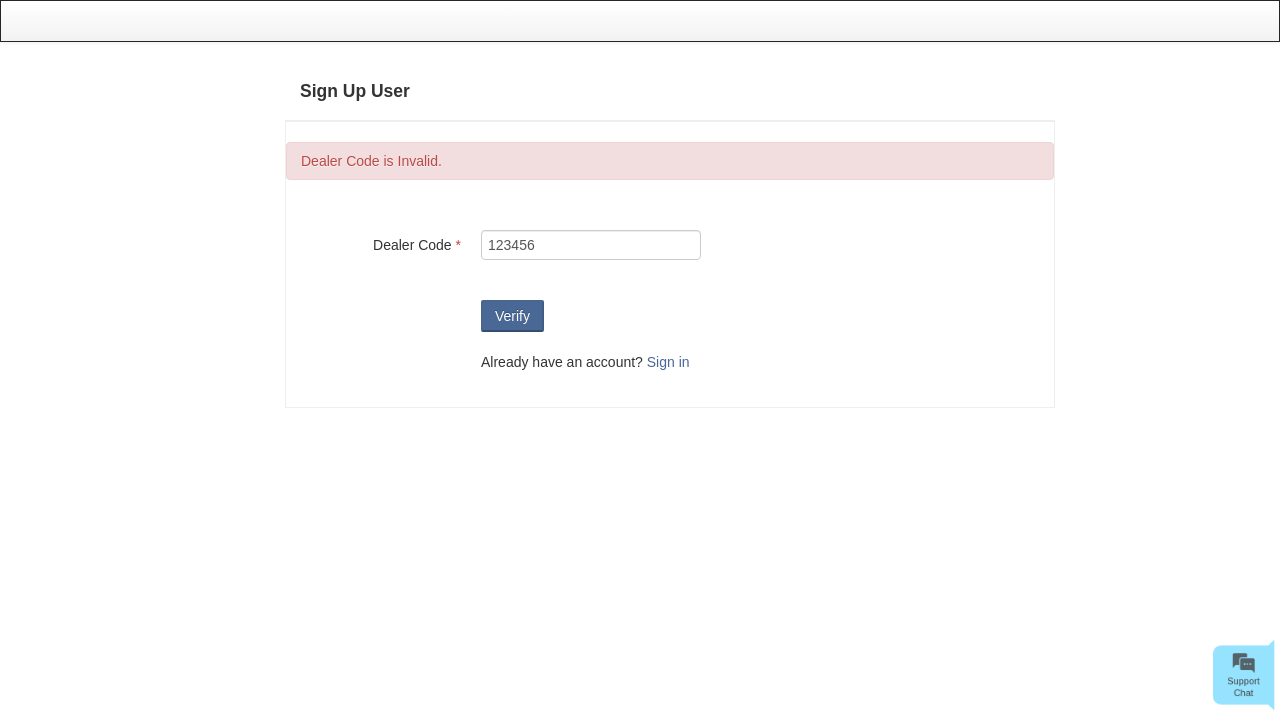 Sign Up User
Dealer Code is Invalid.
Dealer Code *
123456
Verify
Already have an account? Sign in
Support
Chat